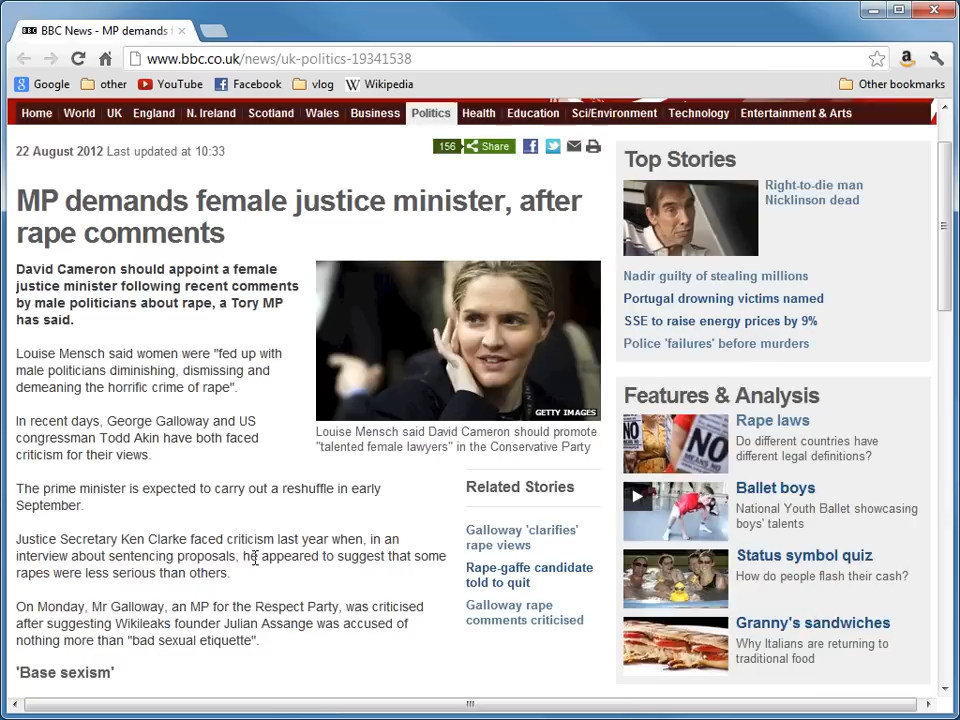 BBC News - MP demands f
www.bbc.co.uk/news/uk-politics-19341538
Google other YouTube Facebook vlog Wikipedia Other bookmarks
Home World UK England N. Ireland Scotland Wales Business Politics Health Education Sci/Environment Technology Entertainment & Arts
22 August 2012 Last updated at 10:33
156 Share
MP demands female justice minister, after
rape comments
David Cameron should appoint a female
justice minister following recent comments
by male politicians about rape, a Tory MP
has said.
Louise Mensch said women were "fed up with
male politicians diminishing, dismissing and
demeaning the horrific crime of rape".
In recent days, George Galloway and US
congressman Todd Akin have both faced
criticism for their views.
GETTY IMAGES
Louise Mensch said David Cameron should promote
"talented female lawyers" in the Conservative Party
The prime minister is expected to carry out a reshuffle in early
September.
Justice Secretary Ken Clarke faced criticism last year when, in an
interview about sentencing proposals, he appeared to suggest that some
rapes were less serious than others.
On Monday, Mr Galloway, an MP for the Respect Party, was criticised
after suggesting Wikileaks founder Julian Assange was accused of
nothing more than "bad sexual etiquette".
'Base sexism'
Related Stories
Galloway 'clarifies'
rape views
Rape-gaffe candidate
told to quit
Galloway rape
comments criticised
Top Stories
Right-to-die man
Nicklinson dead
Nadir guilty of stealing millions
Portugal drowning victims named
SSE to raise energy prices by 9%
Police 'failures' before murders
Features & Analysis
NO
NO
Rape laws
Do different countries have
different legal definitions?
Ballet boys
National Youth Ballet showcasing
boys' talents
Status symbol quiz
How do people flash their cash?
Granny's sandwiches
Why Italians are returning to
traditional food